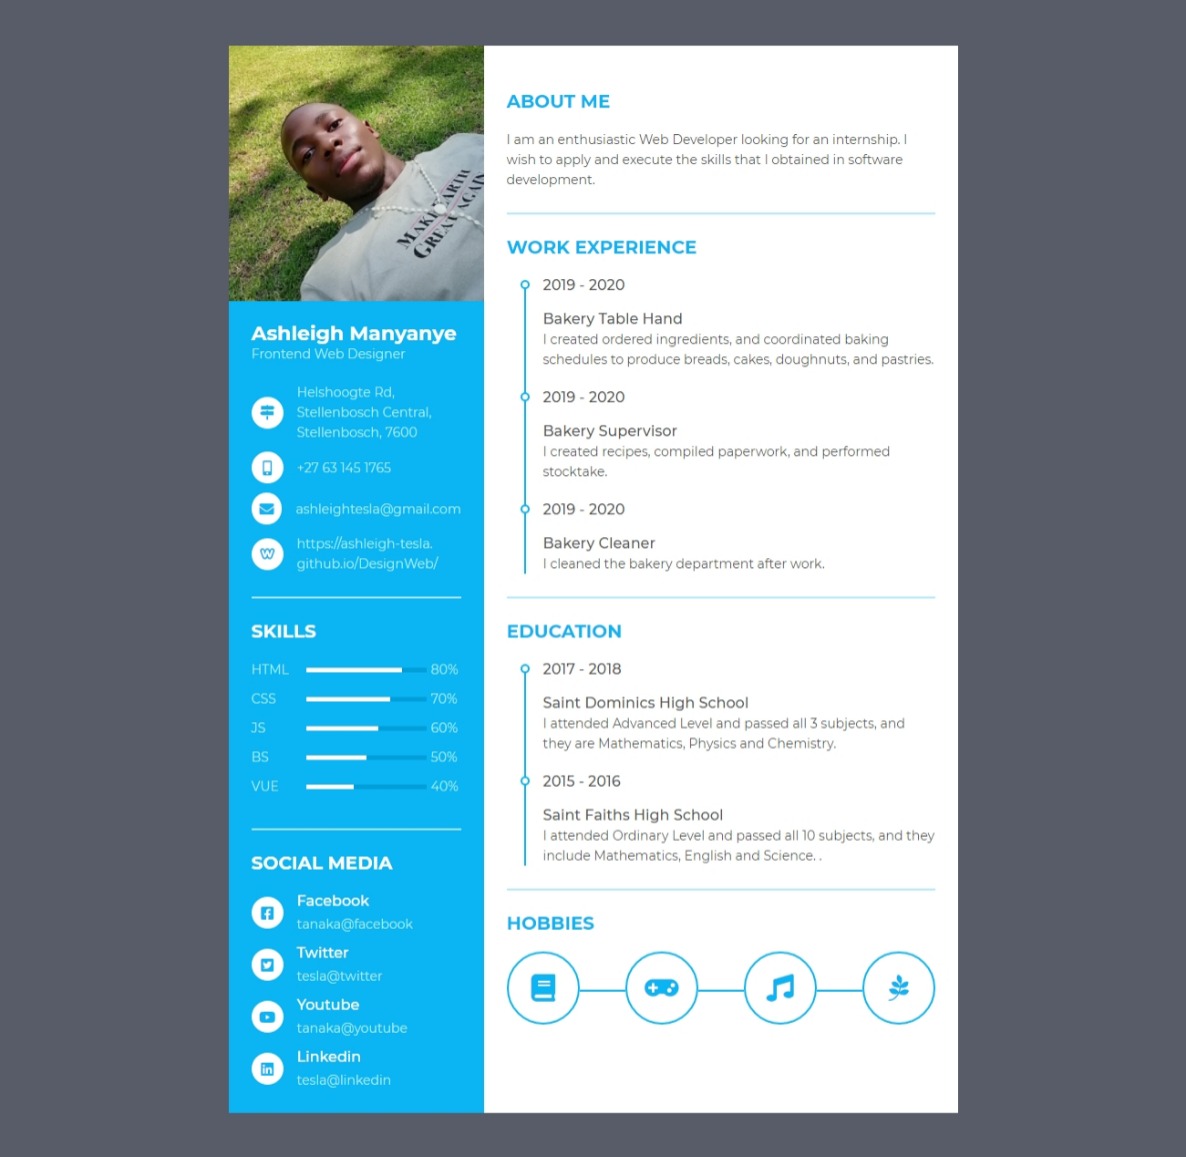 MAKE EARTH
GREAT AGAIN
Ashleigh Manyanye
Frontend Web Designer
Helshoogte Rd,
Stellenbosch Central,
Stellenbosch, 7600
+27 63 145 1765
ashleightesla@gmail.com
https://ashleigh-tesla.
github.io/DesignWeb/
SKILLS
HTML 80%
CSS 70%
JS 60%
BS 50%
VUE 40%
SOCIAL MEDIA
Facebook
tanaka@facebook
Twitter
tesla@twitter
Youtube
tanaka@youtube
Linkedin
tesla@linkedin
ABOUT ME
I am an enthusiastic Web Developer looking for an internship. I
wish to apply and execute the skills that I obtained in software
development.
WORK EXPERIENCE
2019 - 2020
Bakery Table Hand
I created ordered ingredients, and coordinated baking
schedules to produce breads, cakes, doughnuts, and pastries.
2019 - 2020
Bakery Supervisor
I created recipes, compiled paperwork, and performed
stocktake.
2019 - 2020
Bakery Cleaner
I cleaned the bakery department after work.
EDUCATION
2017 - 2018
Saint Dominics High School
I attended Advanced Level and passed all 3 subjects, and
they are Mathematics, Physics and Chemistry.
2015 - 2016
Saint Faiths High School
I attended Ordinary Level and passed all 10 subjects, and they
include Mathematics, English and Science. .
HOBBIES